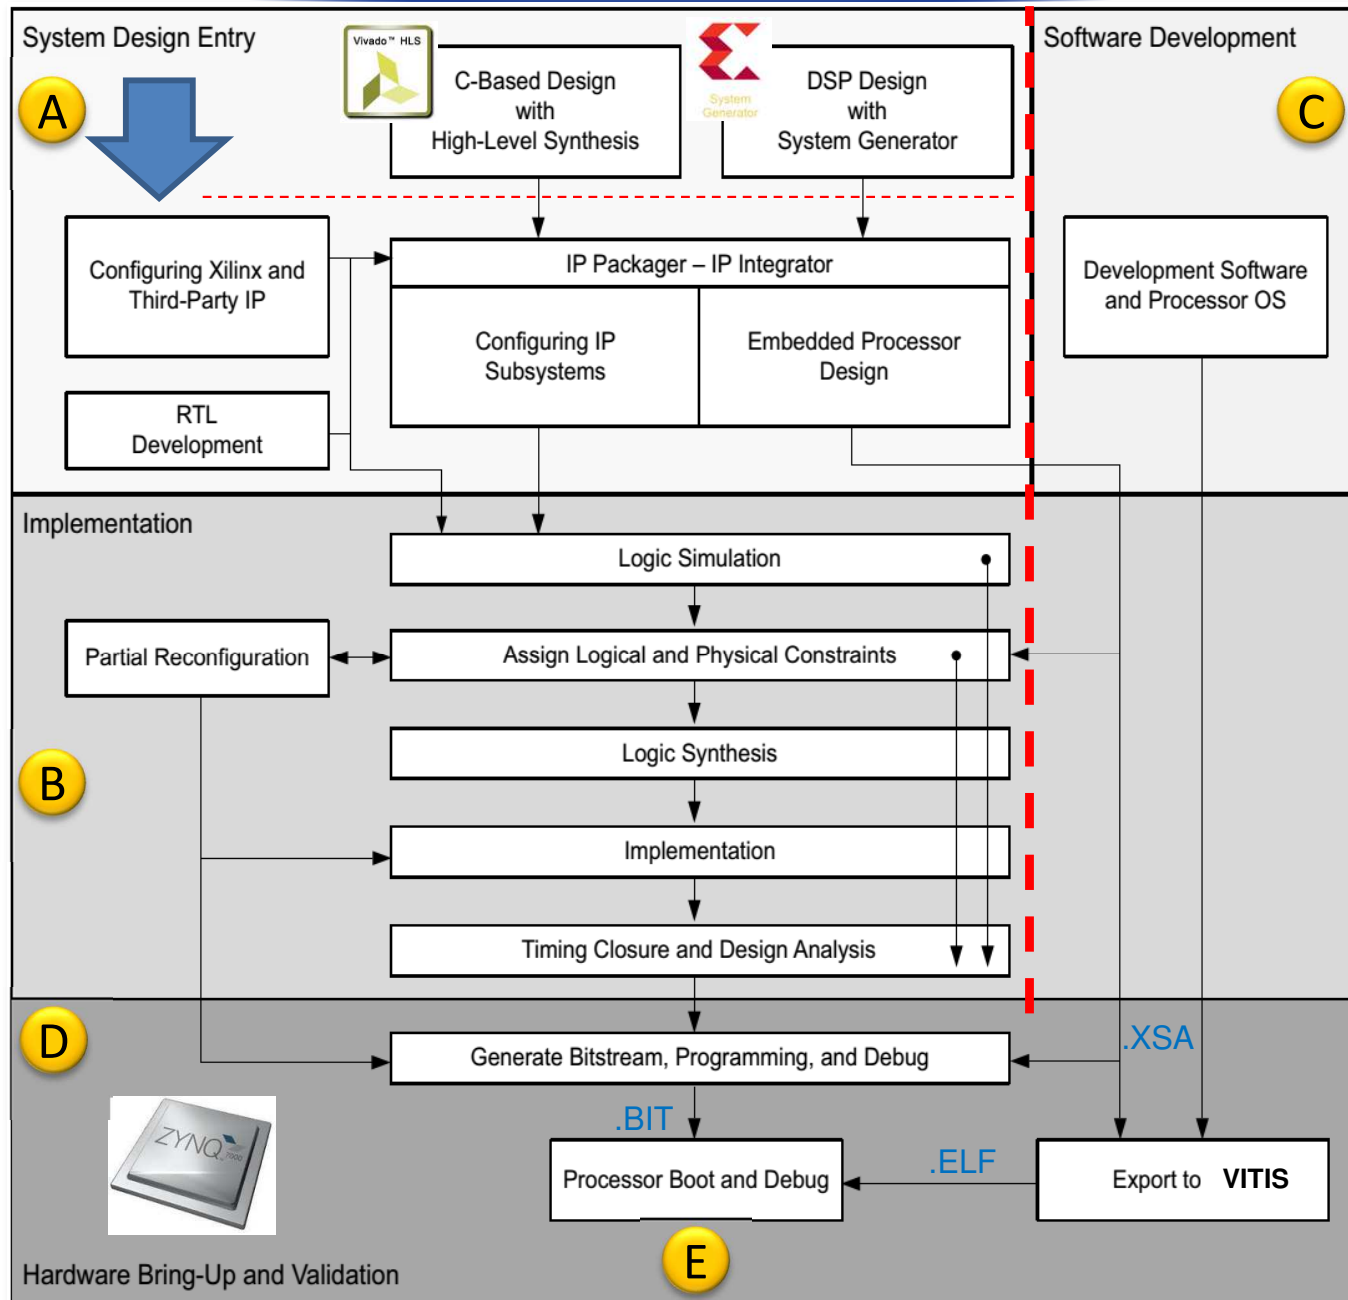 System Design Entry
Software Development
A
Vivado™ HLS
C-Based Design
with
High-Level Synthesis
System
Generator
DSP Design
with
System Generator
C
Configuring Xilinx and
Third-Party IP
IP Packager – IP Integrator
Configuring IP
Subsystems
Embedded Processor
Design
Development Software
and Processor OS
RTL
Development
Implementation
Logic Simulation
Partial Reconfiguration
Assign Logical and Physical Constraints
B
Logic Synthesis
Implementation
Timing Closure and Design Analysis
D
Generate Bitstream, Programming, and Debug
.XSA
.BIT
ZYNQ
7000
Processor Boot and Debug
.ELF
Export to VITIS
E
Hardware Bring-Up and Validation